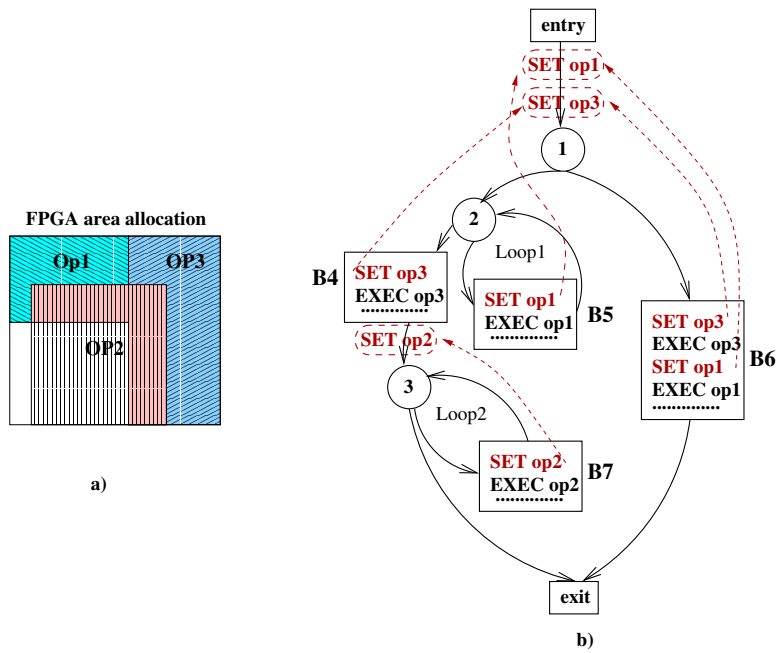 entry
SET op1
SET op3
1
FPGA area allocation
Op1
OP3
OP2
a)
2
Loop1
B4
SET op3
EXEC op3
SET op1
EXEC op1
B5
SET op3
EXEC op3
SET op1
EXEC op1
B6
SET op2
3
Loop2
SET op2
EXEC op2
B7
exit
b)